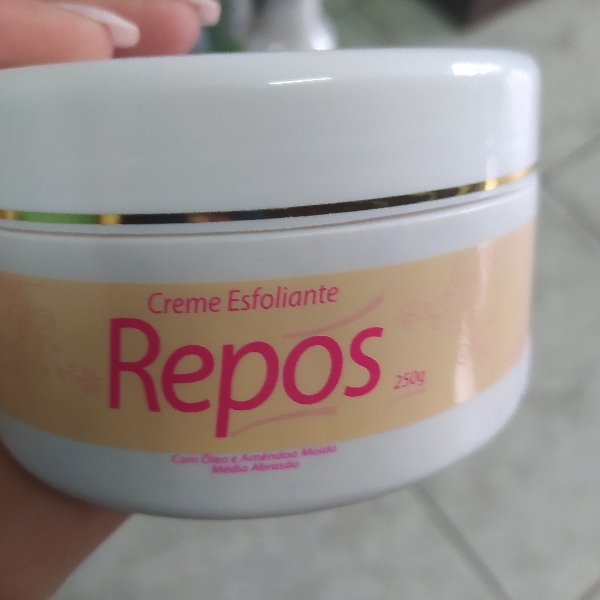 Creme Esfoliante
Repos
250g
Com Óleo e Amêndoa Moída
Média Abrasão